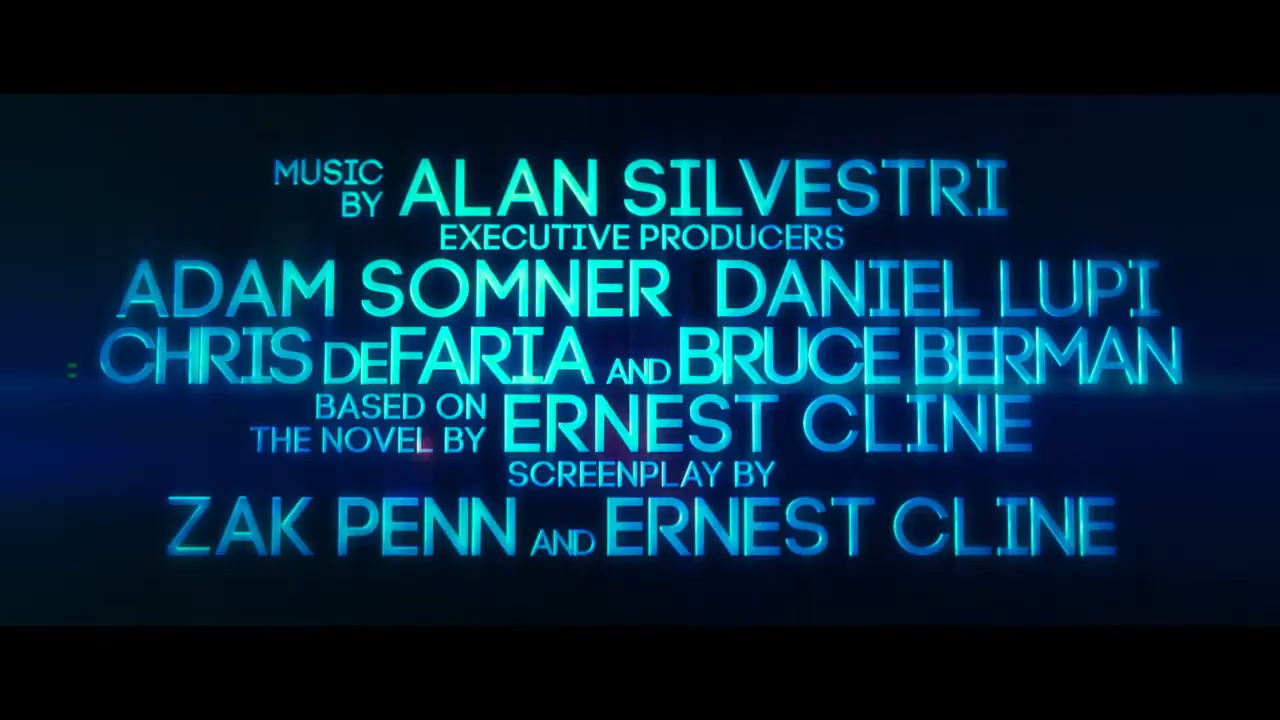 MUSIC BY ALAN SILVESTRI
EXECUTIVE PRODUCERS
ADAM SOMNER DANIEL LUPI
CHRIS DEFARIA AND BRUCE BERMAN
BASED ON THE NOVEL BY ERNEST CLINE
SCREENPLAY BY
ZAK PENN AND ERNEST CLINE